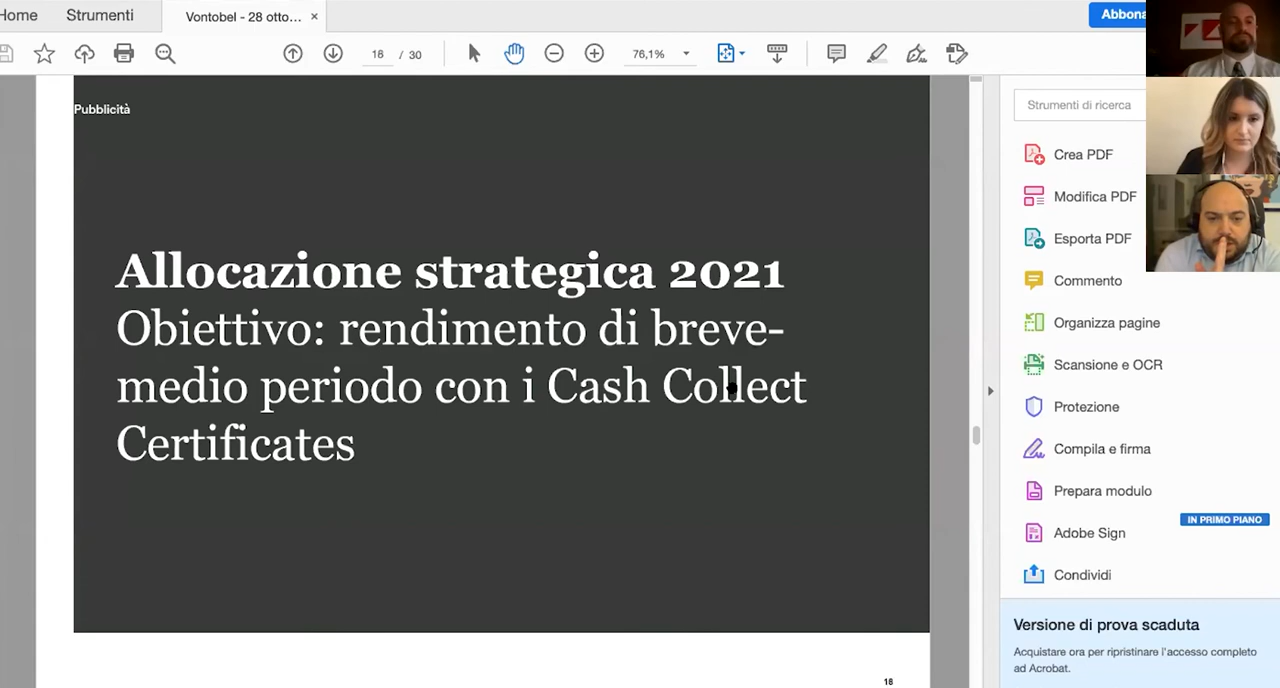 Home
Strumenti
Vontobel - 28 otto... ×
Abbona
18 / 30
76,1%
Pubblicità
Allocazione strategica 2021
Obiettivo: rendimento di breve-
medio periodo con i Cash Collect
Certificates
18
Strumenti di ricerca
Crea PDF
Modifica PDF
Esporta PDF
Commento
Organizza pagine
Scansione e OCR
Protezione
Compila e firma
Prepara modulo
IN PRIMO PIANO
Adobe Sign
Condividi
Versione di prova scaduta
Acquistare ora per ripristinare l'accesso completo
ad Acrobat.